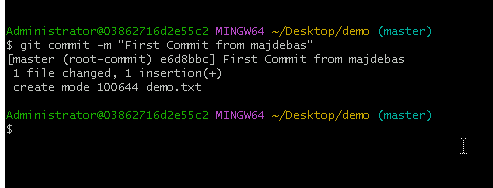 Administrator@03862716d2e55c2 MINGW64 ~/Desktop/demo (master)
$ git commit -m "First Commit from majdebas"
[master (root-commit) e6d8bbc] First Commit from majdebas
 1 file changed, 1 insertion(+)
 create mode 100644 demo.txt
Administrator@03862716d2e55c2 MINGW64 ~/Desktop/demo (master)
$